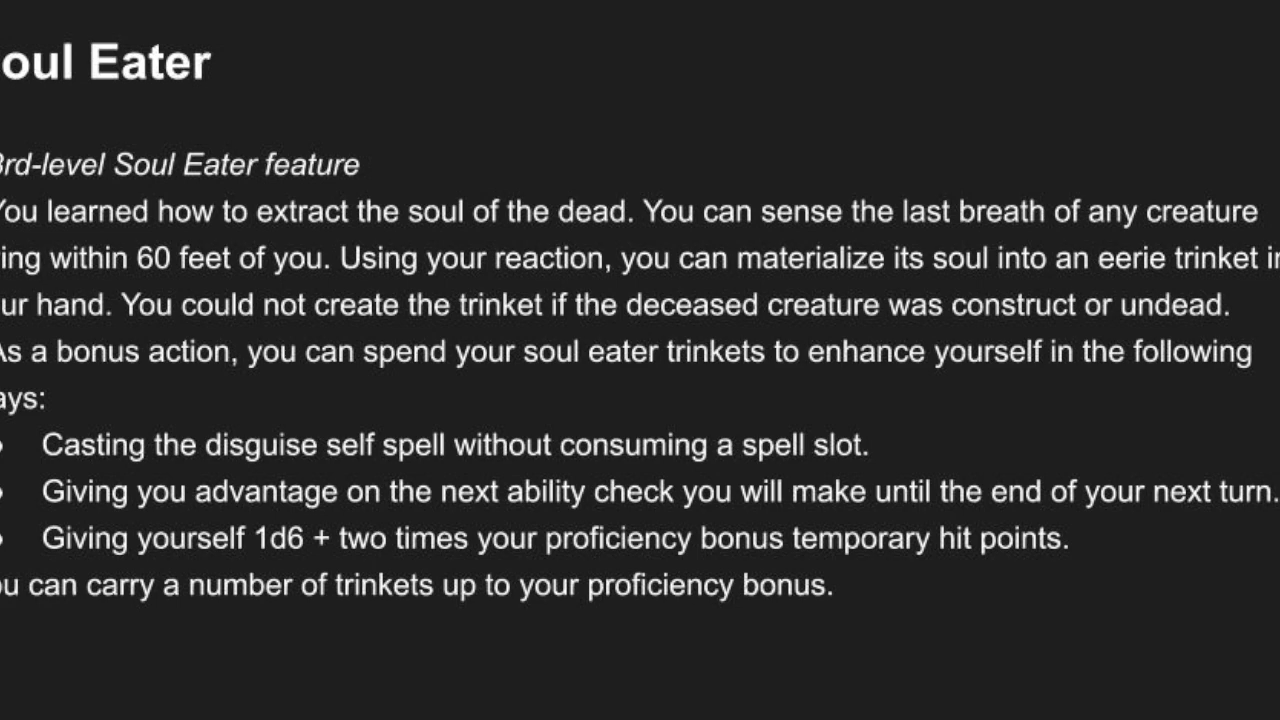 oul Eater
3rd-level Soul Eater feature
You learned how to extract the soul of the dead. You can sense the last breath of any creature
ing within 60 feet of you. Using your reaction, you can materialize its soul into an eerie trinket in
ur hand. You could not create the trinket if the deceased creature was construct or undead.
As a bonus action, you can spend your soul eater trinkets to enhance yourself in the following
ays:
Casting the disguise self spell without consuming a spell slot.
Giving you advantage on the next ability check you will make until the end of your next turn.
Giving yourself 1d6 + two times your proficiency bonus temporary hit points.
ou can carry a number of trinkets up to your proficiency bonus.